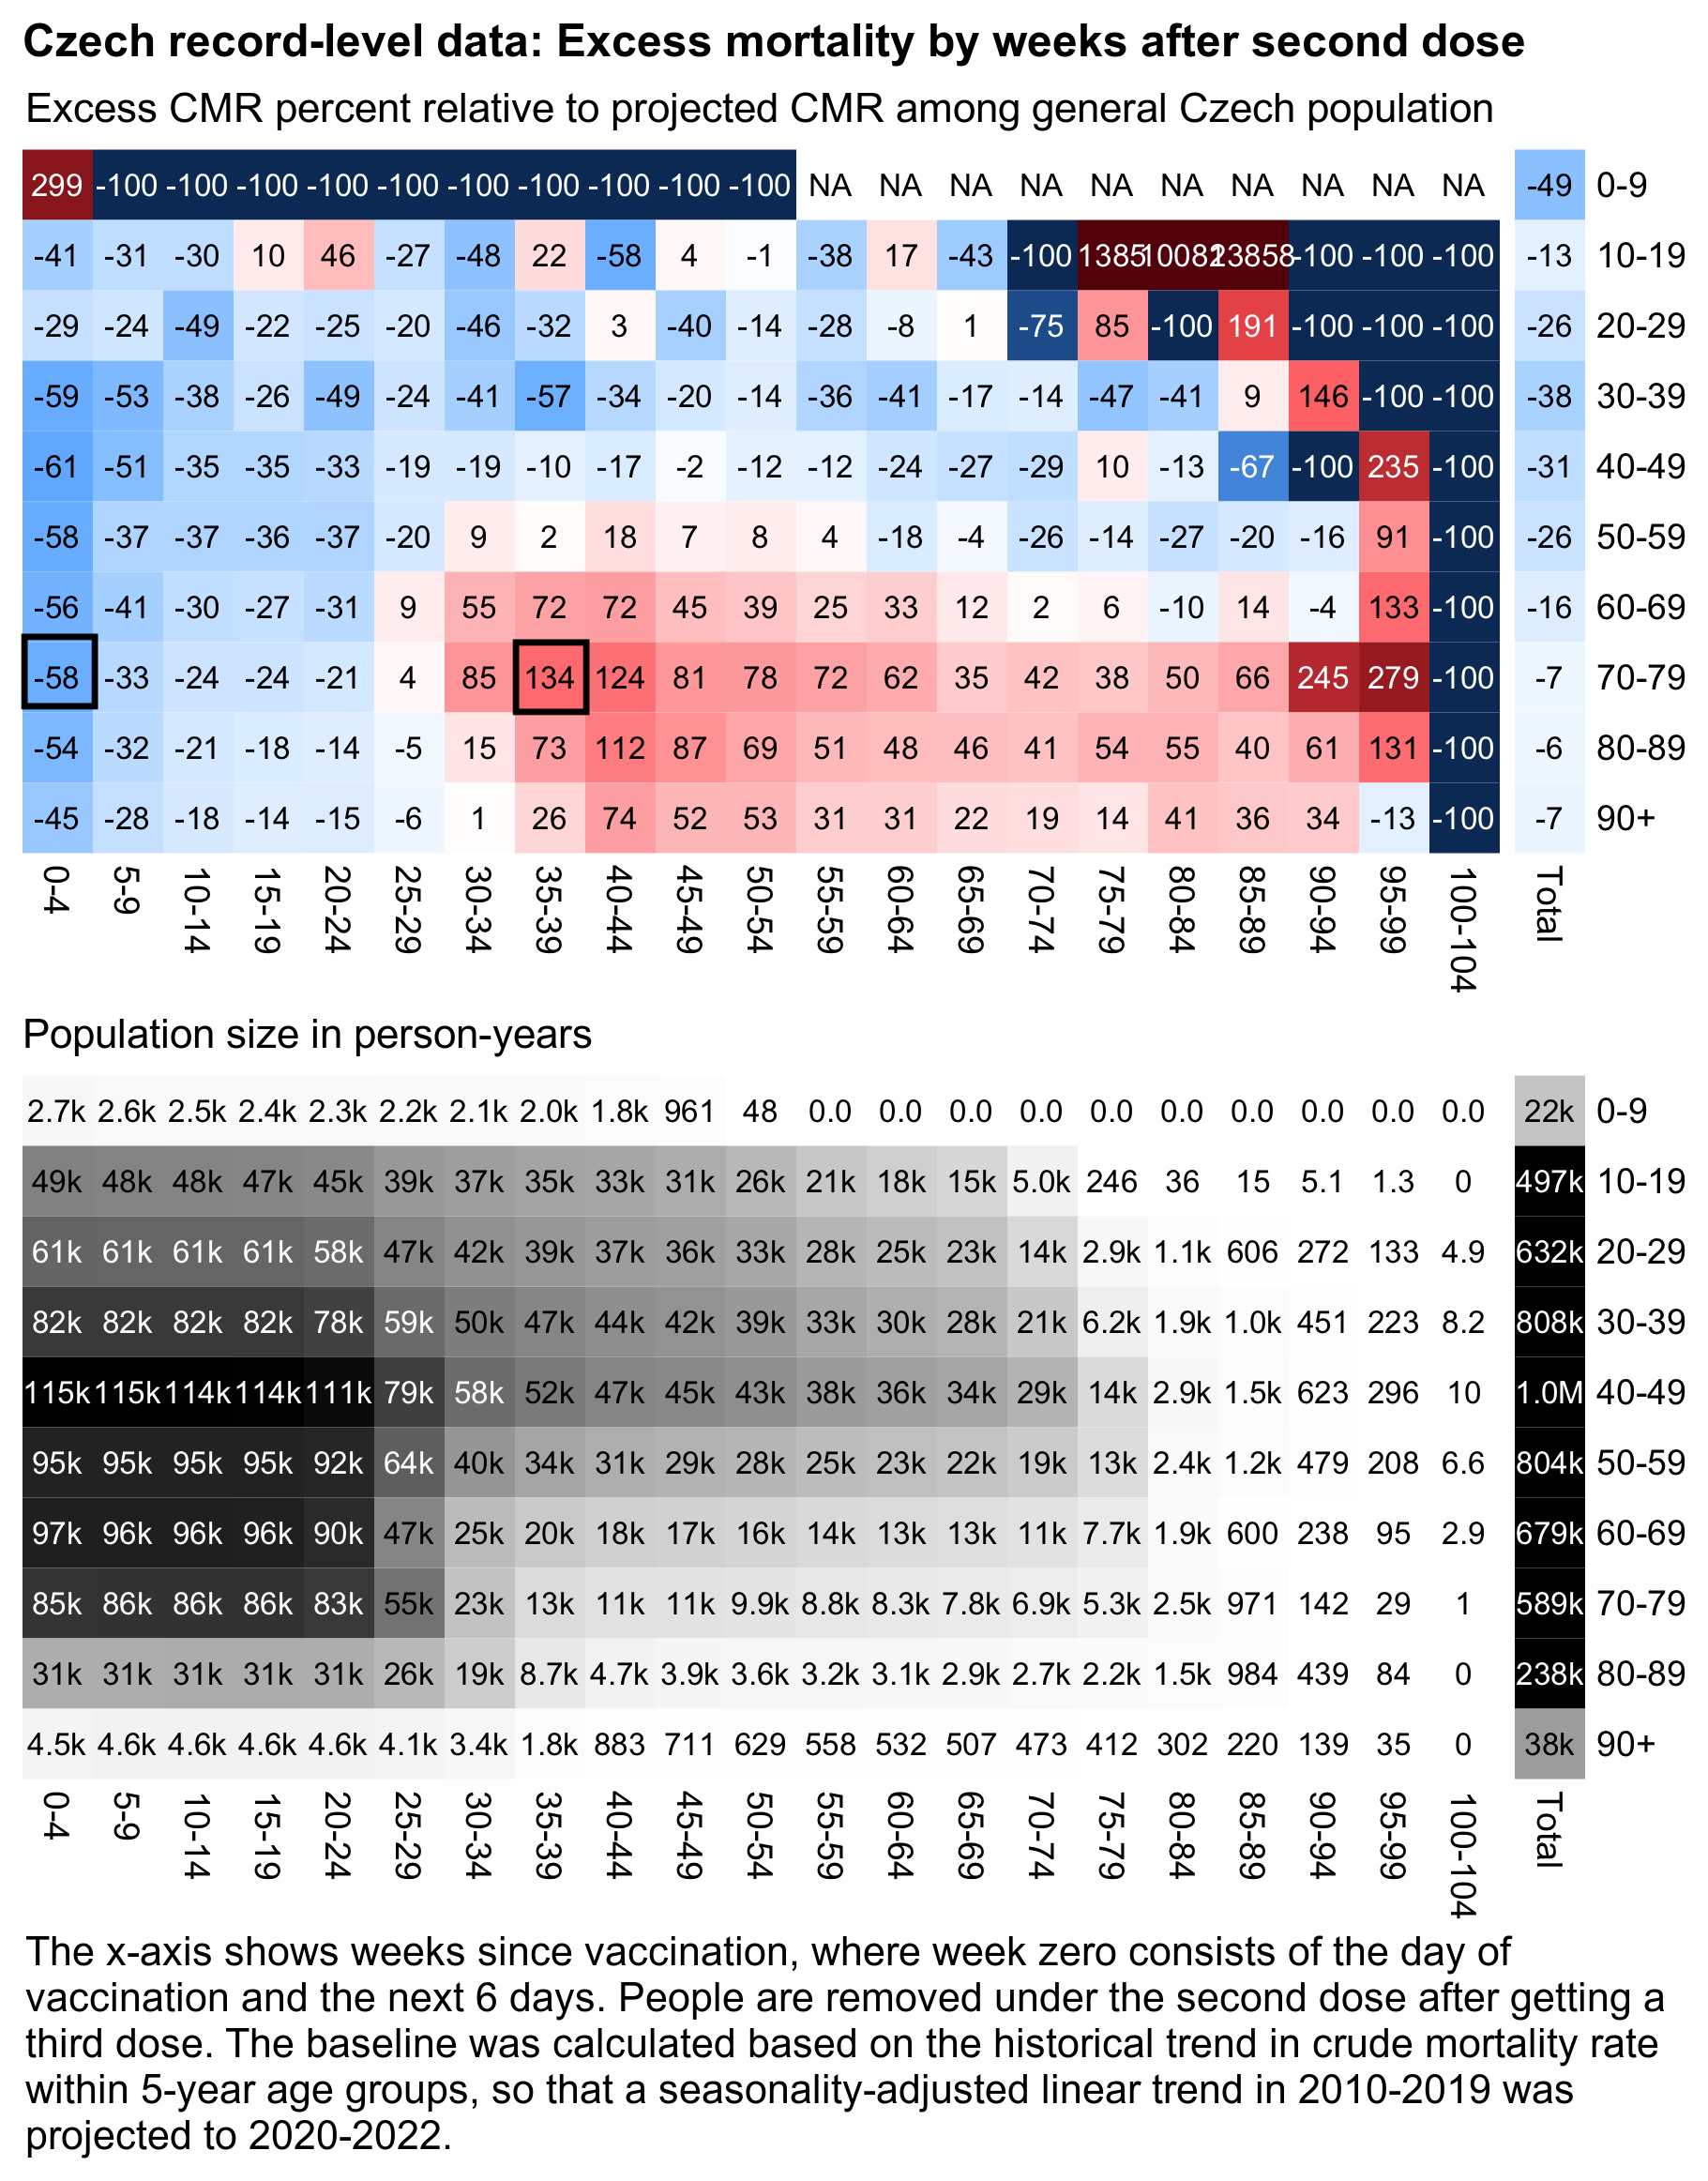 Czech record-level data: Excess mortality by weeks after second dose
Excess CMR percent relative to projected CMR among general Czech population
299 -100 -100 -100 -100 -100 -100 -100 -100 -100 -100 NA NA NA NA NA NA NA NA NA NA -49 0-9
-41 -31 -30 10 46 -27 -48 22 -58 4 -1 -38 17 -43 -100 1385 -100 -100 -100 -13 10-19
-29 -24 -49 -22 -25 -20 -46 -32 3 -40 -14 -28 -8 1 -75 85 -100 191 -100 -100 -100 -26 20-29
-59 -53 -38 -26 -49 -24 -41 -57 -34 -20 -14 -36 -41 -17 -14 -47 -41 9 146 -100 -100 -38 30-39
-61 -51 -35 -35 -33 -19 -19 -10 -17 -2 -12 -12 -24 -27 -29 10 -13 -67 -100 235 -100 -31 40-49
-58 -37 -37 -36 -37 -20 9 2 18 7 8 4 -18 -4 -26 -14 -27 -20 -16 91 -100 -26 50-59
-56 -41 -30 -27 -31 9 55 72 72 45 39 25 33 12 2 6 -10 14 -4 133 -100 -16 60-69
-58 -33 -24 -24 -21 4 85 134 124 81 78 72 62 35 42 38 50 66 245 279 -100 -7 70-79
-54 -32 -21 -18 -14 -5 15 73 112 87 69 51 48 46 41 54 55 40 61 131 -100 -6 80-89
-45 -28 -18 -14 -15 -6 1 26 74 52 53 31 31 22 19 14 41 36 34 -13 -100 -7 90+
0-4 5-9 10-14 15-19 20-24 25-29 30-34 35-39 40-44 45-49 50-54 55-59 60-64 65-69 70-74 75-79 80-84 85-89 90-94 95-99 100-104 Total
Population size in person-years
2.7k 2.6k 2.5k 2.4k 2.3k 2.2k 2.1k 2.0k 1.8k 961 48 0.0 0.0 0.0 0.0 0.0 0.0 0.0 0.0 0.0 0.0 22k 0-9
49k 48k 48k 47k 45k 39k 37k 35k 33k 31k 26k 21k 18k 15k 5.0k 246 36 15 5.1 1.3 0 497k 10-19
61k 61k 61k 61k 58k 47k 42k 39k 37k 36k 33k 28k 25k 23k 14k 2.9k 1.1k 606 272 133 4.9 632k 20-29
82k 82k 82k 82k 78k 59k 50k 47k 44k 42k 39k 33k 30k 28k 21k 6.2k 1.9k 1.0k 451 223 8.2 808k 30-39
115k 115k 114k 114k 111k 79k 58k 52k 47k 45k 43k 38k 36k 34k 29k 14k 2.9k 1.5k 623 296 10 1.0M 40-49
95k 95k 95k 95k 92k 64k 40k 34k 31k 29k 28k 25k 23k 22k 19k 13k 2.4k 1.2k 479 208 6.6 804k 50-59
97k 96k 96k 96k 90k 47k 25k 20k 18k 17k 16k 14k 13k 13k 11k 7.7k 1.9k 600 238 95 2.9 679k 60-69
85k 86k 86k 86k 83k 55k 23k 13k 11k 11k 9.9k 8.8k 8.3k 7.8k 6.9k 5.3k 2.5k 971 142 29 1 589k 70-79
31k 31k 31k 31k 31k 26k 19k 8.7k 4.7k 3.9k 3.6k 3.2k 3.1k 2.9k 2.7k 2.2k 1.5k 984 439 84 0 238k 80-89
4.5k 4.6k 4.6k 4.6k 4.6k 4.1k 3.4k 1.8k 883 711 629 558 532 507 473 412 302 220 139 35 0 38k 90+
0-4 5-9 10-14 15-19 20-24 25-29 30-34 35-39 40-44 45-49 50-54 55-59 60-64 65-69 70-74 75-79 80-84 85-89 90-94 95-99 100-104 Total
The x-axis shows weeks since vaccination, where week zero consists of the day of
vaccination and the next 6 days. People are removed under the second dose after getting a
third dose. The baseline was calculated based on the historical trend in crude mortality rate
within 5-year age groups, so that a seasonality-adjusted linear trend in 2010-2019 was
projected to 2020-2022.